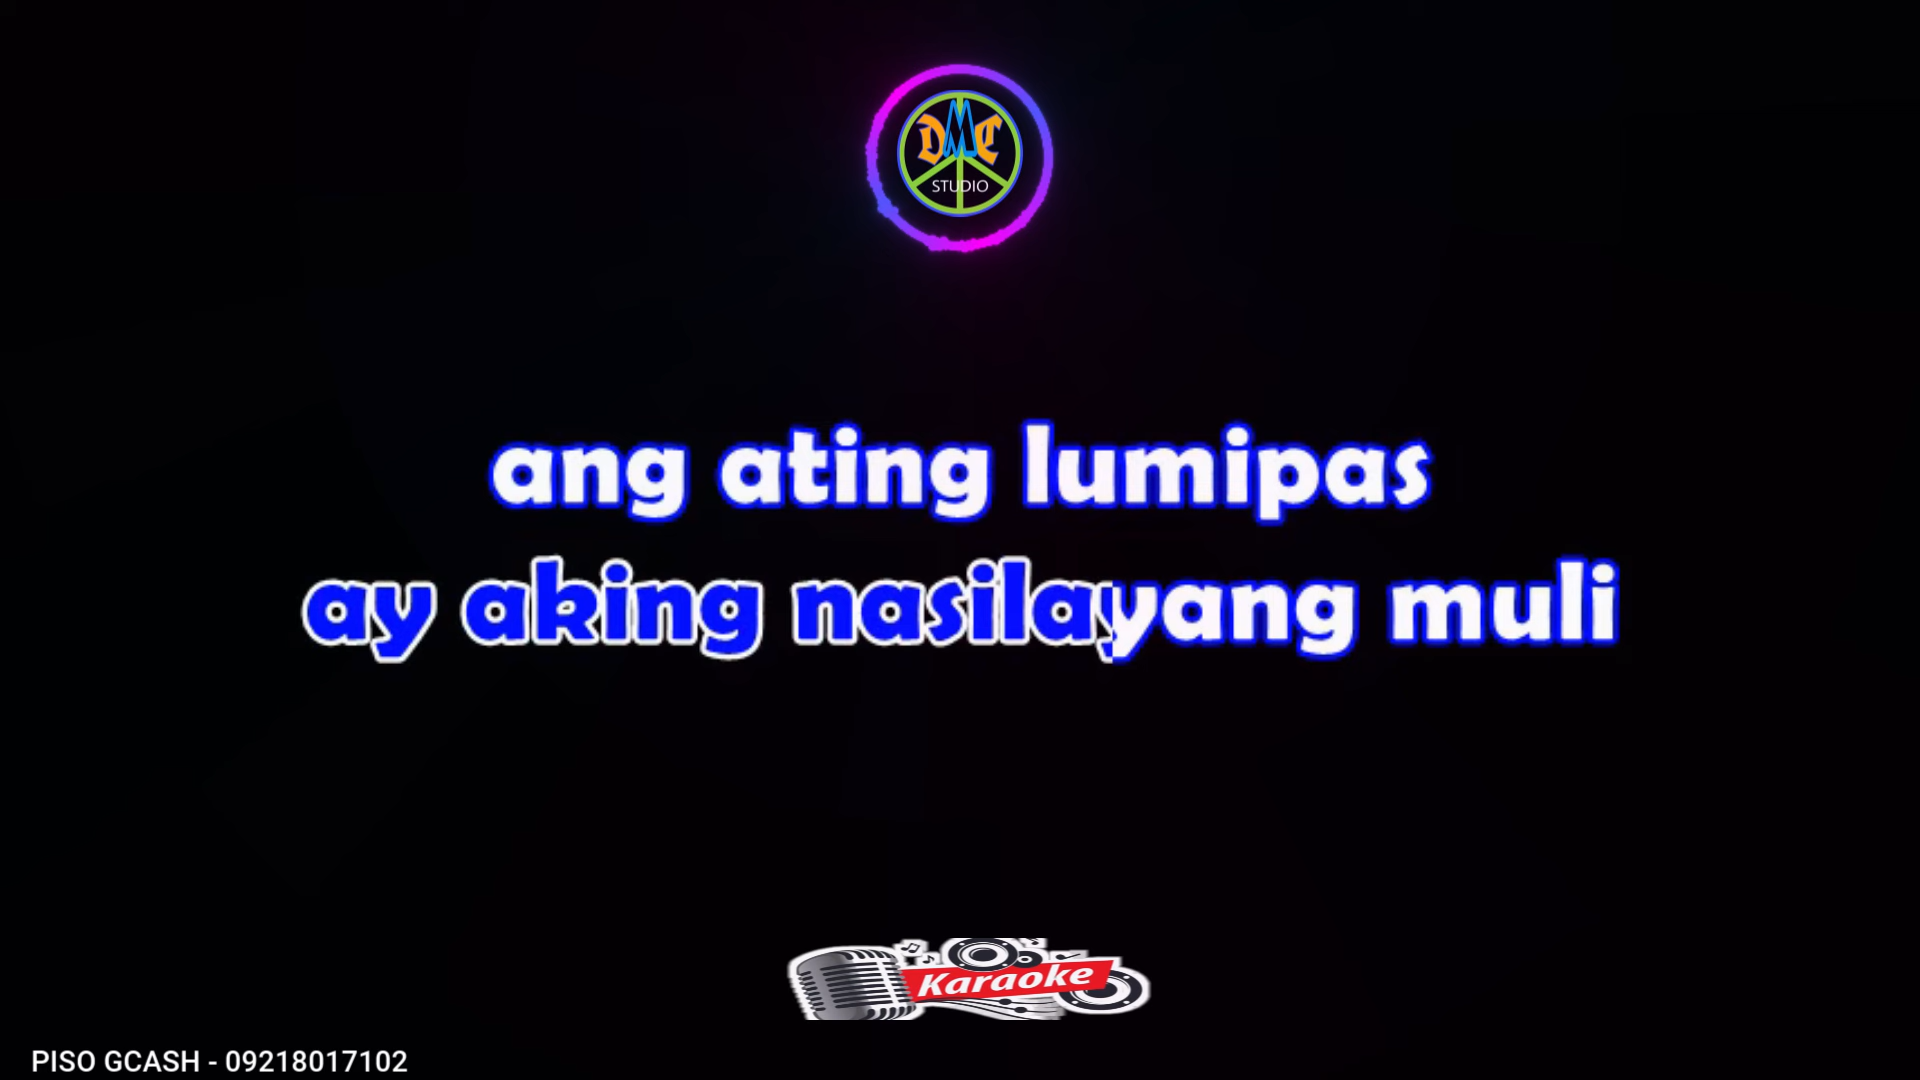 DMC
STUDIO
ang ating lumipas
ay aking nasilayang muli
Karaoke
PISO GCASH - 09218017102